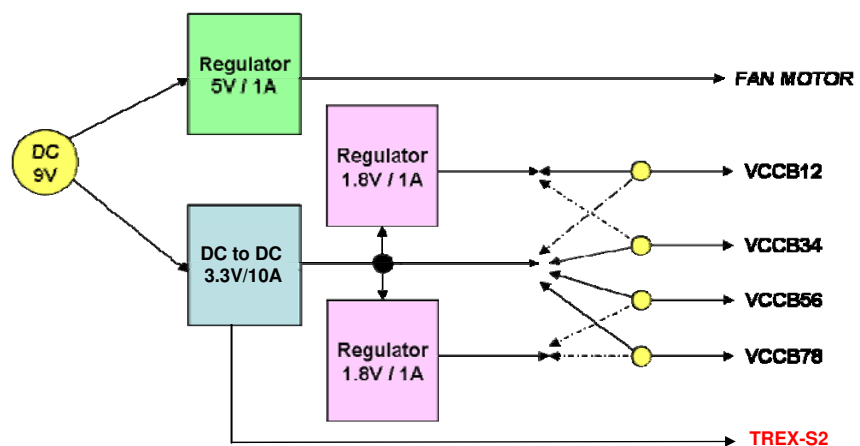 Regulator
5V / 1A
FAN MOTOR
DC
9V
Regulator
1.8V / 1A
VCCB12
DC to DC
3.3V/10A
VCCB34
VCCB56
Regulator
1.8V / 1A
VCCB78
TREX-S2